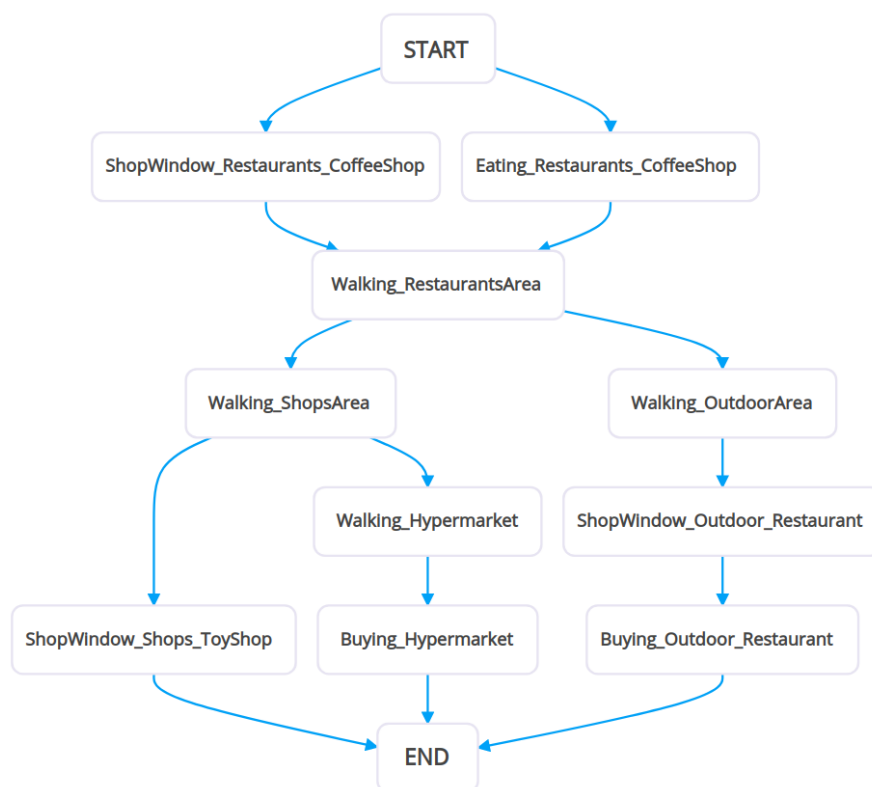 START
ShopWindow_Restaurants_CoffeeShop
Eating_Restaurants_CoffeeShop
Walking_RestaurantsArea
Walking_ShopsArea
Walking_OutdoorArea
Walking_Hypermarket
ShopWindow_Outdoor_Restaurant
ShopWindow_Shops_ToyShop
Buying_Hypermarket
Buying_Outdoor_Restaurant
END